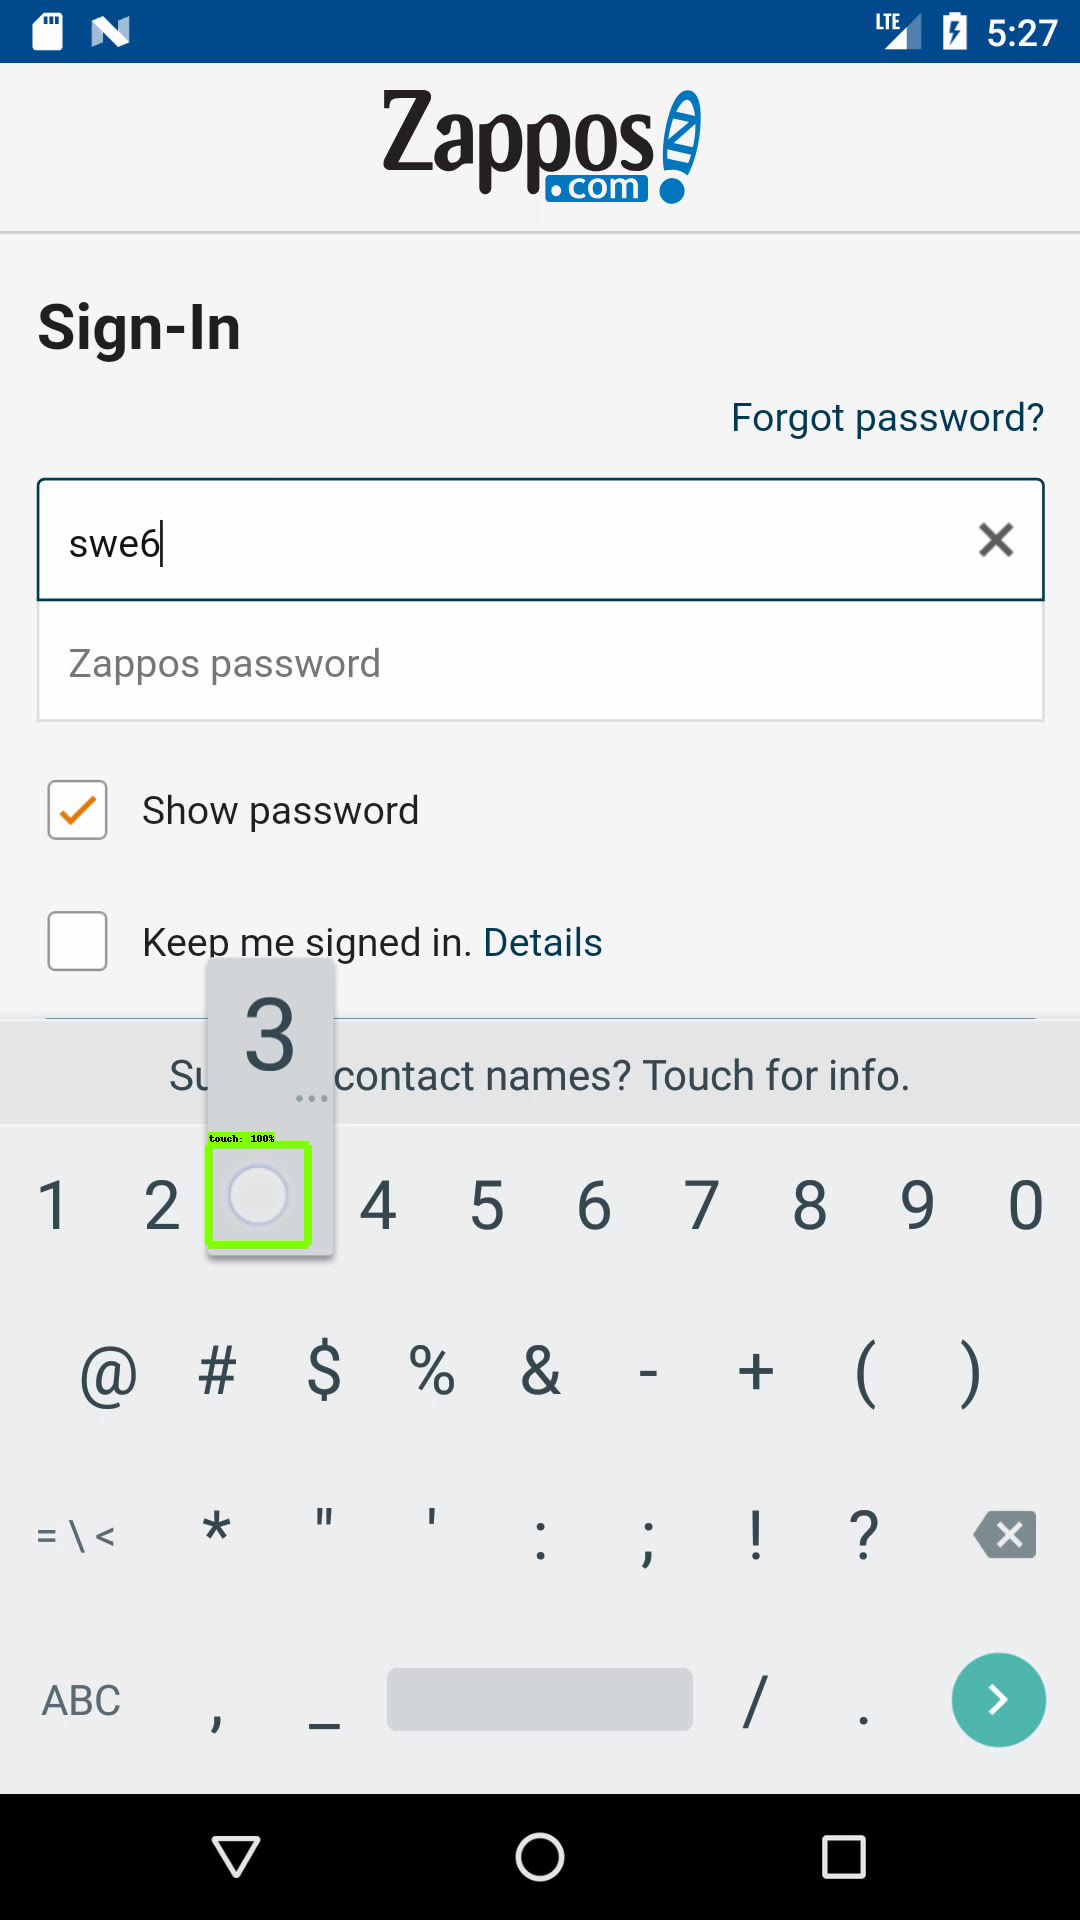 LTE 5:27
Zappos
.com
Sign-In
Forgot password?
swe6
Zappos password
Show password
Keep me signed in. Details
3
Su contact names? Touch for info.
...
touch: 100%
1 2 4 5 6 7 8 9 0
@ # $ % & - + ( )
= \ < * " ' : ; ! ?
ABC , _ / .